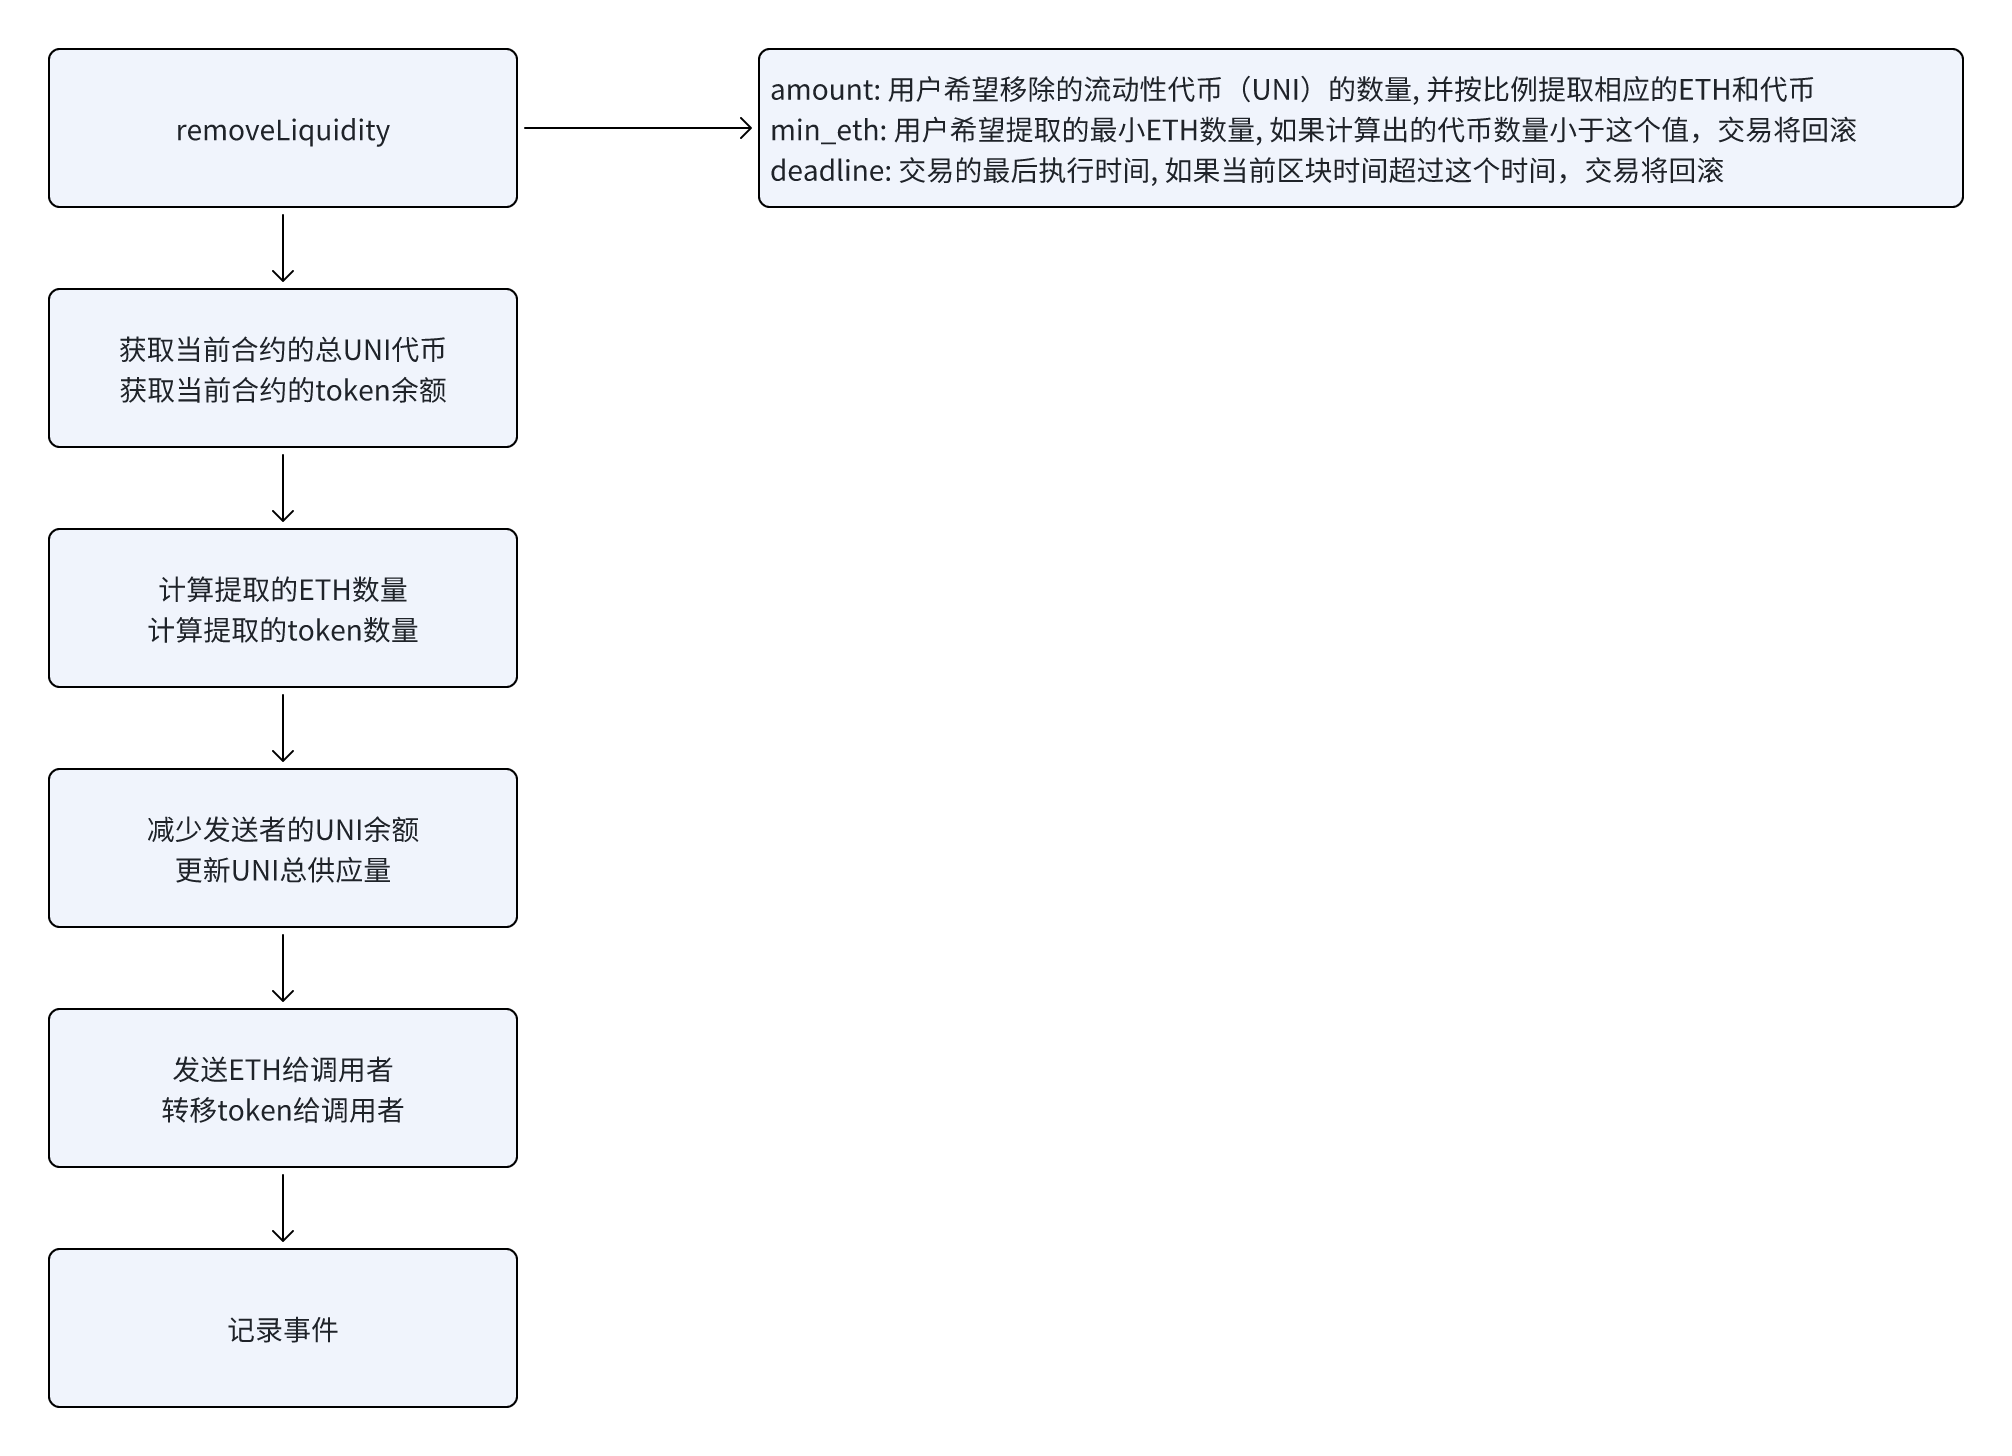 removeLiquidity
amount: 用户希望移除的流动性代币（UNI）的数量, 并按比例提取相应的ETH和代币
min_eth: 用户希望提取的最小ETH数量, 如果计算出的代币数量小于这个值，交易将回滚
deadline: 交易的最后执行时间, 如果当前区块时间超过这个时间，交易将回滚
获取当前合约的总UNI代币
获取当前合约的token余额
计算提取的ETH数量
计算提取的token数量
减少发送者的UNI余额
更新UNI总供应量
发送ETH给调用者
转移token给调用者
记录事件